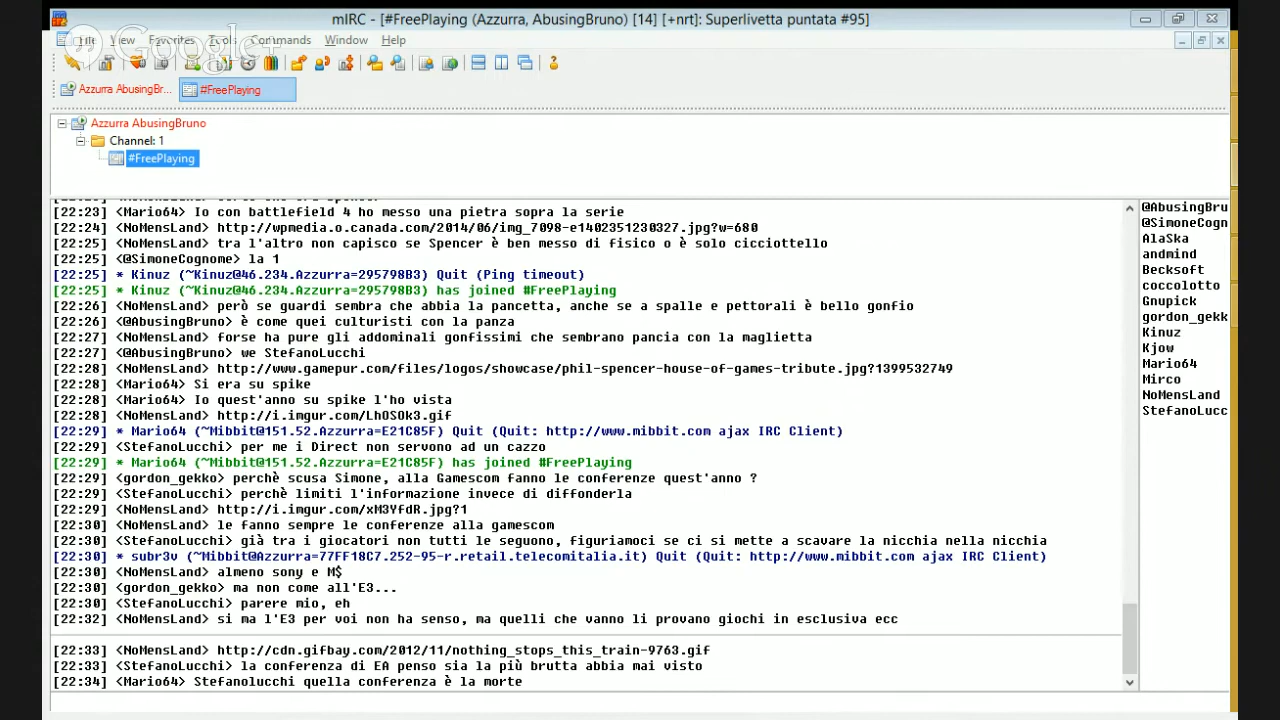 mIRC - [#FreePlaying (Azzurra, AbusingBruno) [14] [+nrt]: Superlivetta puntata #95]
File View Favorites Tools Commands Window Help
Google+
Azzurra AbusingBr... #FreePlaying
Azzurra AbusingBruno
Channel: 1
#FreePlaying
[22:23] <Mario64> Io con battlefield 4 ho messo una pietra sopra la serie
[22:24] <NoMensLand> http://wpmedia.o.canada.com/2014/06/img_7098-e1402351230327.jpg?w=680
[22:25] <NoMensLand> tra l'altro non capisco se Spencer è ben messo di fisico o è solo cicciottello
[22:25] <@SimoneCognome> la 1
[22:25] * Kinuz (~Kinuz@46.234.Azzurra=295798B3) Quit (Ping timeout)
[22:25] * Kinuz (~Kinuz@46.234.Azzurra=295798B3) has joined #FreePlaying
[22:26] <NoMensLand> però se guardi sembra che abbia la pancetta, anche se a spalle e pettorali è bello gonfio
[22:26] <@AbusingBruno> è come quei culturisti con la panza
[22:27] <NoMensLand> forse ha pure gli addominali gonfissimi che sembrano pancia con la maglietta
[22:27] <@AbusingBruno> we StefanoLucchi
[22:28] <NoMensLand> http://www.gamepur.com/files/logos/showcase/phil-spencer-house-of-games-tribute.jpg?1399532749
[22:28] <Mario64> Si era su spike
[22:28] <Mario64> Io quest'anno su spike l'ho vista
[22:28] <NoMensLand> http://i.imgur.com/LhOSOk3.gif
[22:29] * Mario64 (~Mibbit@151.52.Azzurra=E21C85F) Quit (Quit: http://www.mibbit.com ajax IRC Client)
[22:29] <StefanoLucchi> per me i Direct non servono ad un cazzo
[22:29] * Mario64 (~Mibbit@151.52.Azzurra=E21C85F) has joined #FreePlaying
[22:29] <gordon_gekko> perchè scusa Simone, alla Gamescom fanno le conferenze quest'anno ?
[22:29] <StefanoLucchi> perchè limiti l'informazione invece di diffonderla
[22:29] <NoMensLand> http://i.imgur.com/xM3YfdR.jpg?1
[22:30] <NoMensLand> le fanno sempre le conferenze alla gamescom
[22:30] <StefanoLucchi> già tra i giocatori non tutti le seguono, figuriamoci se ci si mette a scavare la nicchia nella nicchia
[22:30] * subr3v (~Mibbit@Azzurra=77FF18C7.252-95-r.retail.telecomitalia.it) Quit (Quit: http://www.mibbit.com ajax IRC Client)
[22:30] <NoMensLand> almeno sony e M$
[22:30] <gordon_gekko> ma non come all'E3...
[22:30] <StefanoLucchi> parere mio, eh
[22:32] <NoMensLand> si ma l'E3 per voi non ha senso, ma quelli che vanno li provano giochi in esclusiva ecc
[22:33] <NoMensLand> http://cdn.gifbay.com/2012/11/nothing_stops_this_train-9763.gif
[22:33] <StefanoLucchi> la conferenza di EA penso sia la più brutta abbia mai visto
[22:34] <Mario64> Stefanolucchi quella conferenza è la morte
@AbusingBru
@SimoneCogn
AlaSka
andmind
Becksoft
coccolotto
Gnupick
gordon_gekk
Kinuz
Kjow
Mario64
Mirco
NoMensLand
StefanoLucc